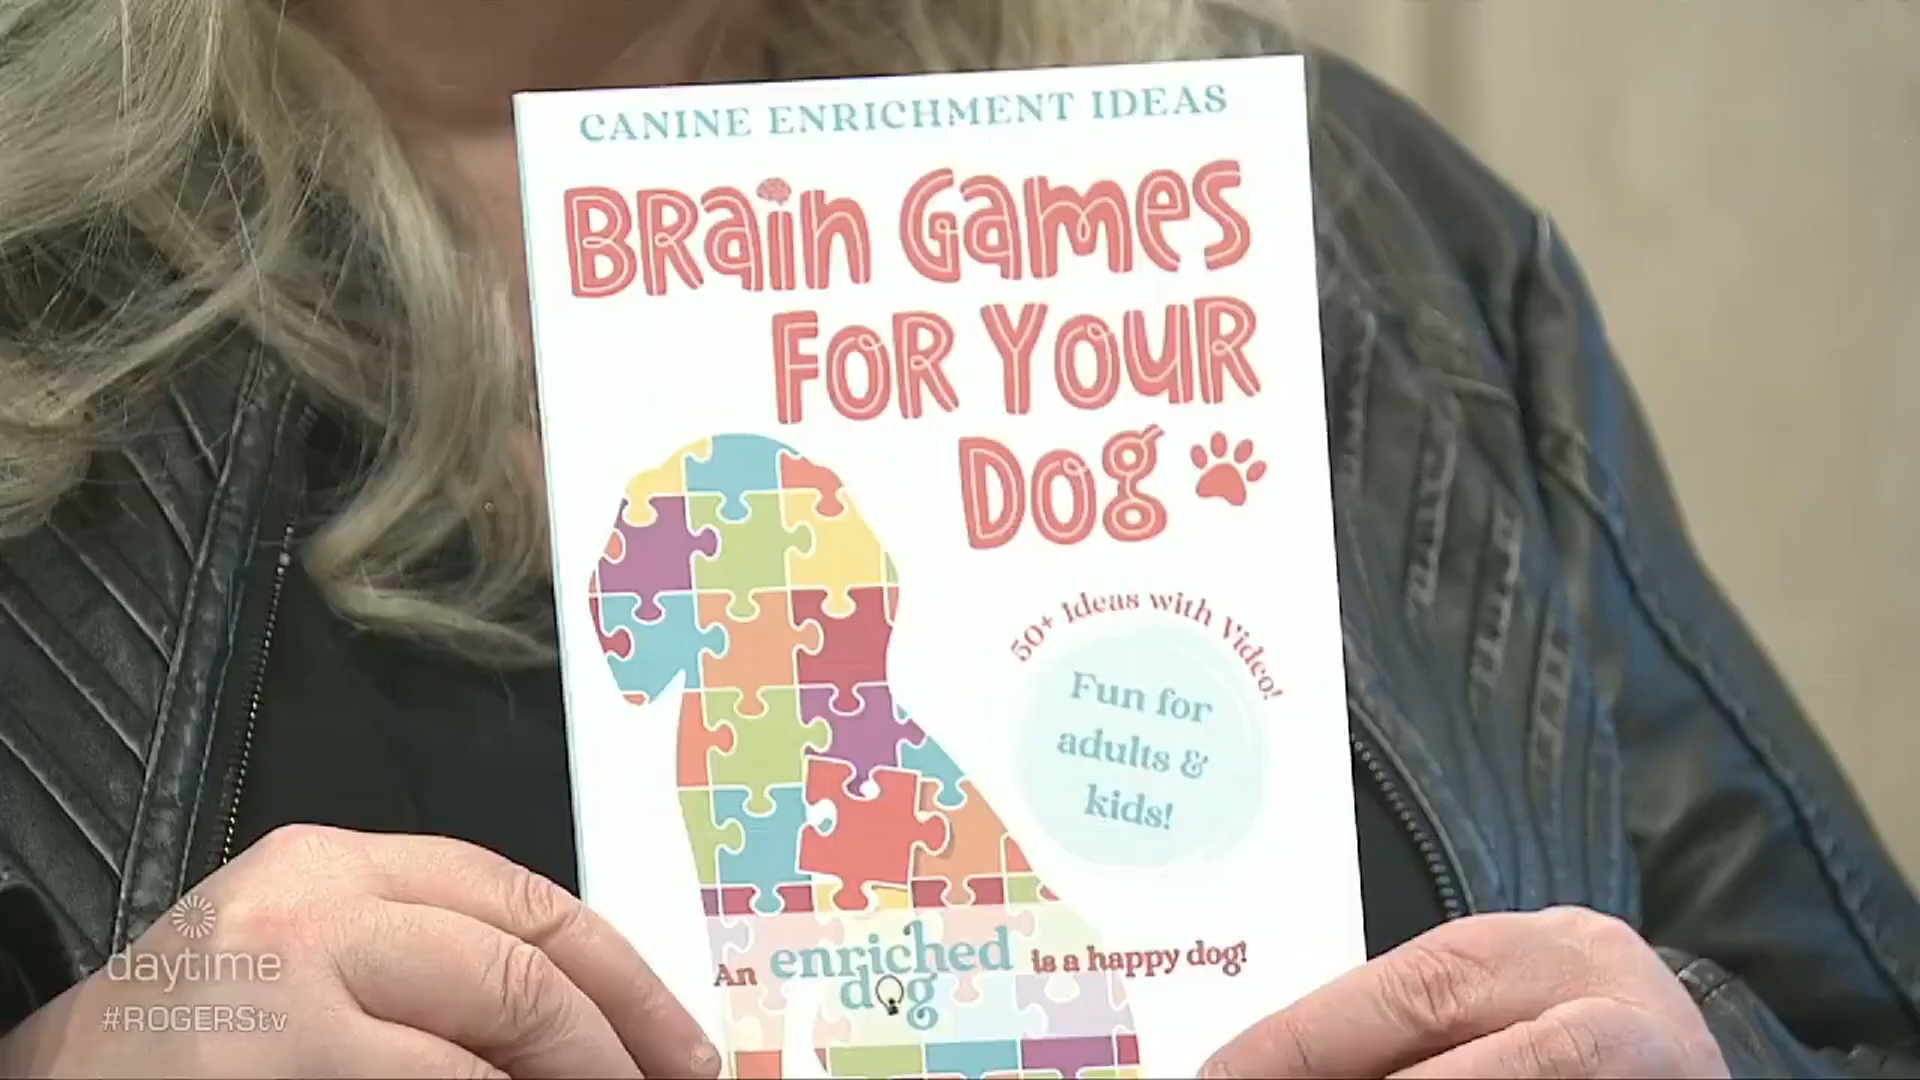 CANINE ENRICHMENT IDEAS
BRain Games
FOR YOUR
DOg
50+ Ideas with Video!
Fun for
adults &
kids!
An enriched dog is a happy dog!
daytime
#ROGERStv